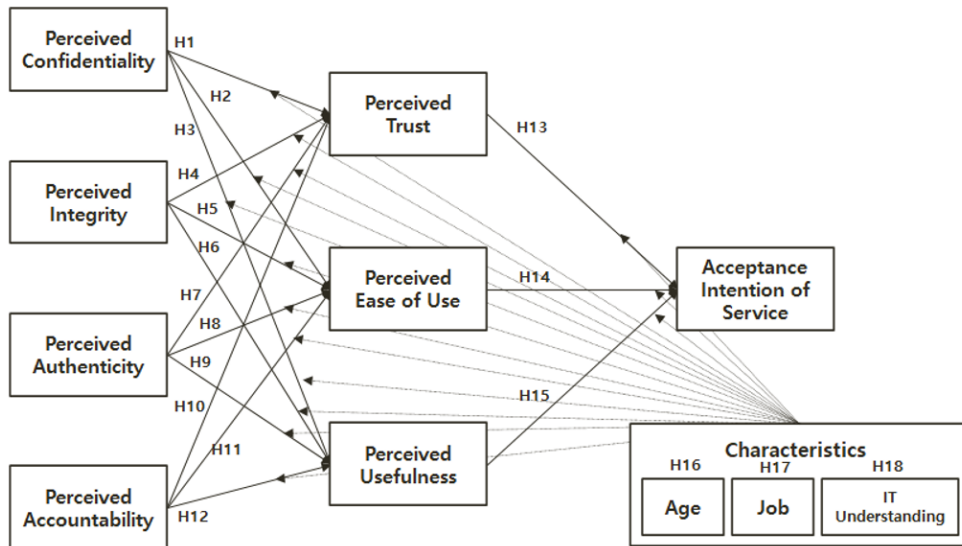 Perceived
Confidentiality
H1
H2
H3
Perceived
Trust
H13
Perceived
Integrity
H4
H5
H6
Perceived
Ease of Use
H14
Acceptance
Intention of
Service
Perceived
Authenticity
H7
H8
H9
H10
H11
H15
Perceived
Usefulness
Perceived
Accountability
H12
Characteristics
H16
H17
H18
Age
Job
IT
Understanding